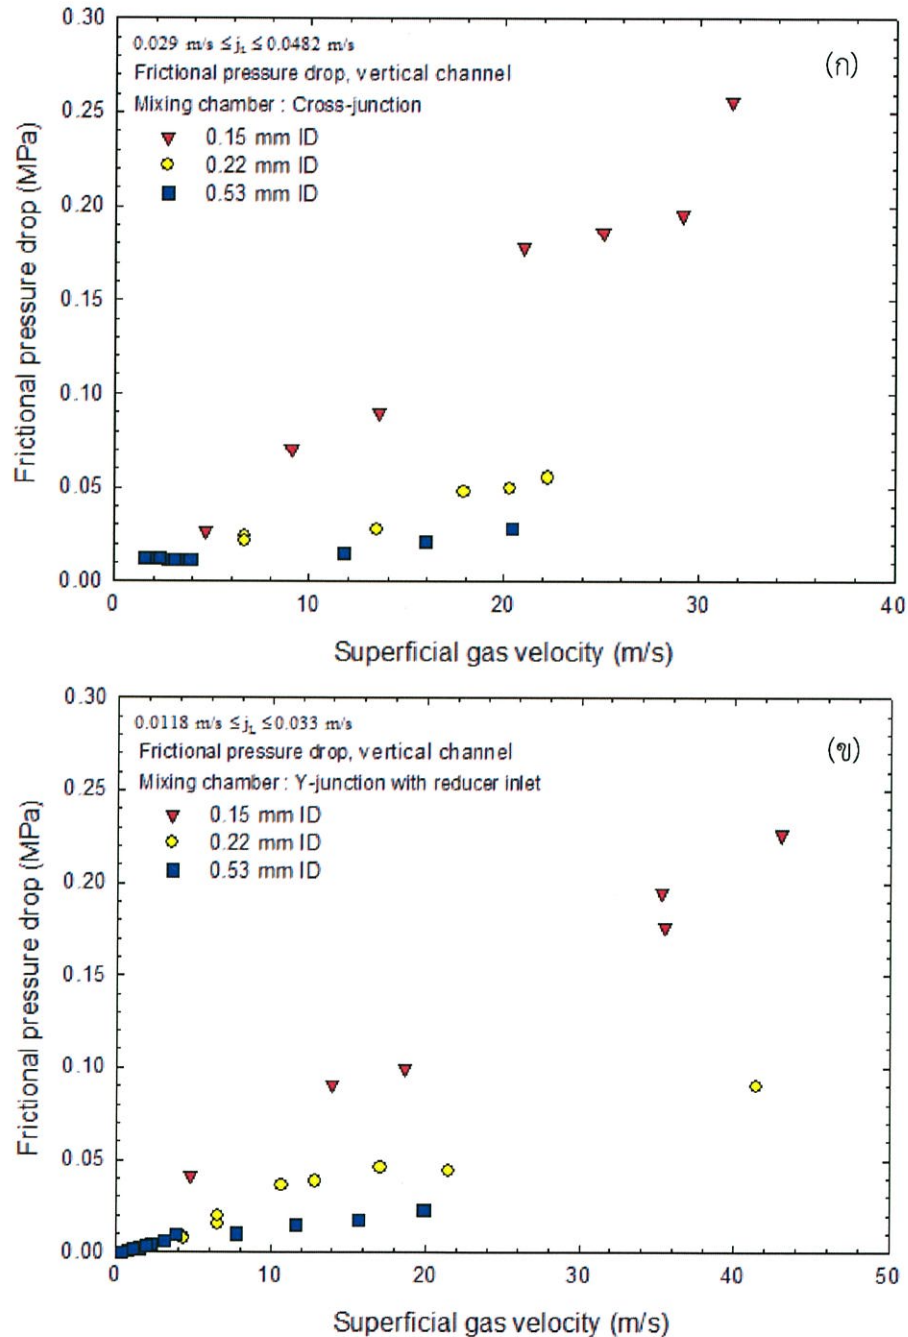 0.30
0.029 m/s ≤ jL ≤ 0.0482 m/s
(ก)
Frictional pressure drop, vertical channel
0.25
Mixing chamber : Cross-junction
0.15 mm ID
0.22 mm ID
0.20
0.53 mm ID
0.15
0.10
0.05
0.00
Frictional pressure drop (MPa)
0 10 20 30 40
Superficial gas velocity (m/s)
0.30
0.0118 m/s ≤ jL ≤ 0.033 m/s
(ข)
Frictional pressure drop, vertical channel
0.25
Mixing chamber : Y-junction with reducer inlet
0.15 mm ID
0.22 mm ID
0.20
0.53 mm ID
0.15
0.10
0.05
0.00
Frictional pressure drop (MPa)
0 10 20 30 40 50
Superficial gas velocity (m/s)